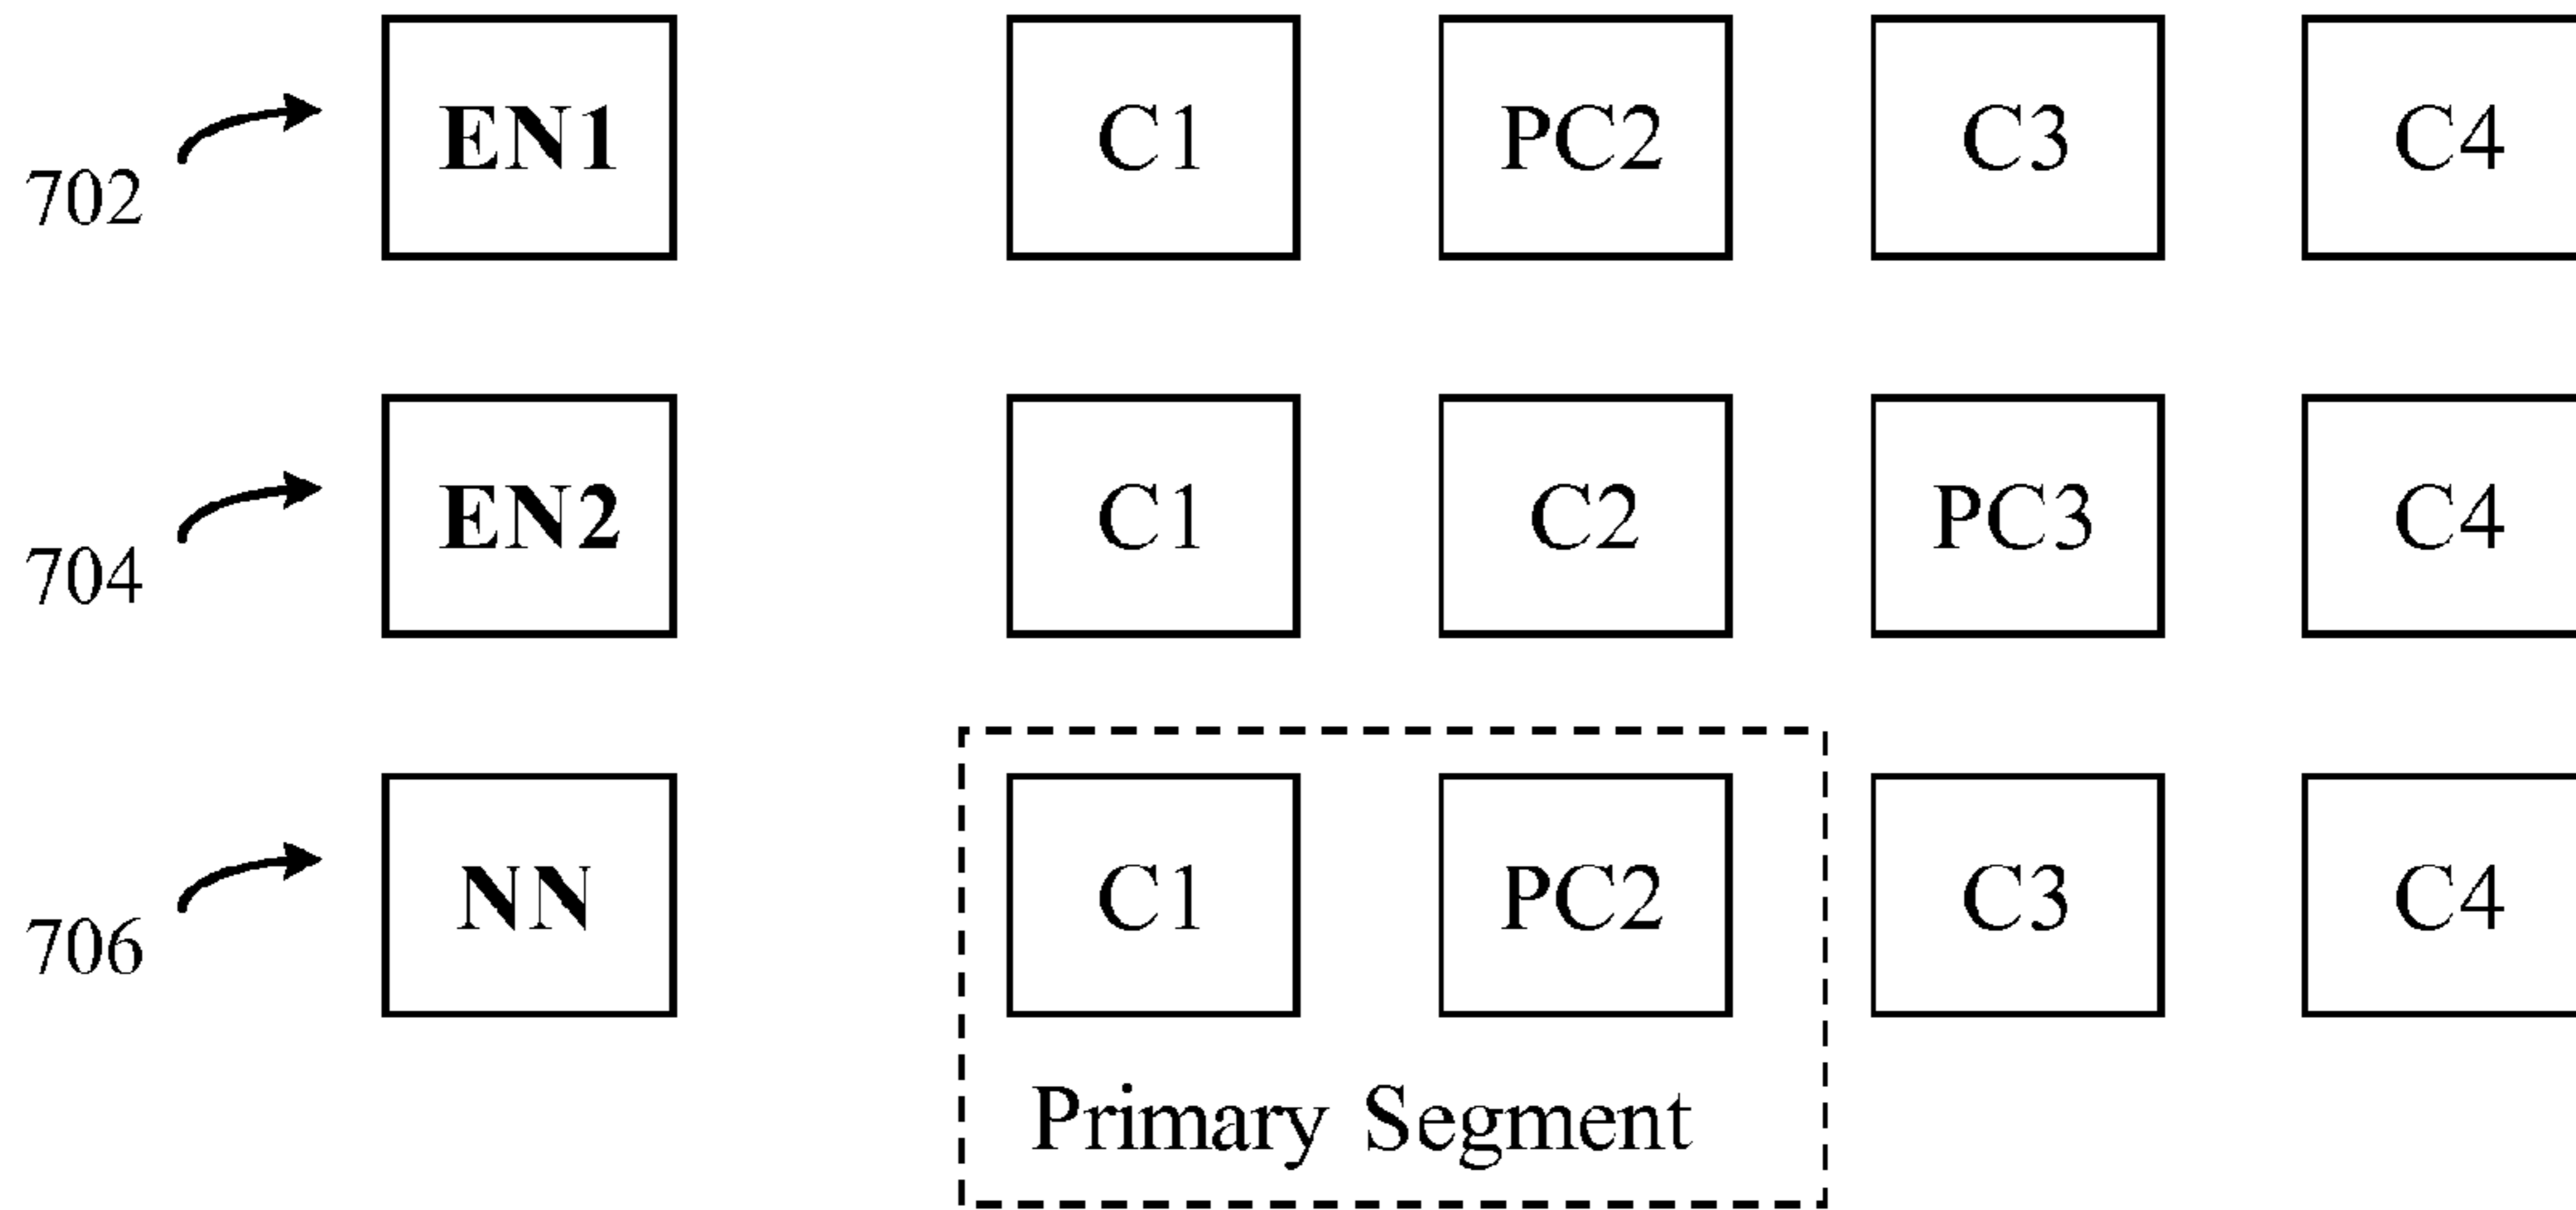 702 EN1 C1 PC2 C3 C4
704 EN2 C1 C2 PC3 C4
706 NN C1 PC2 C3 C4
Primary Segment